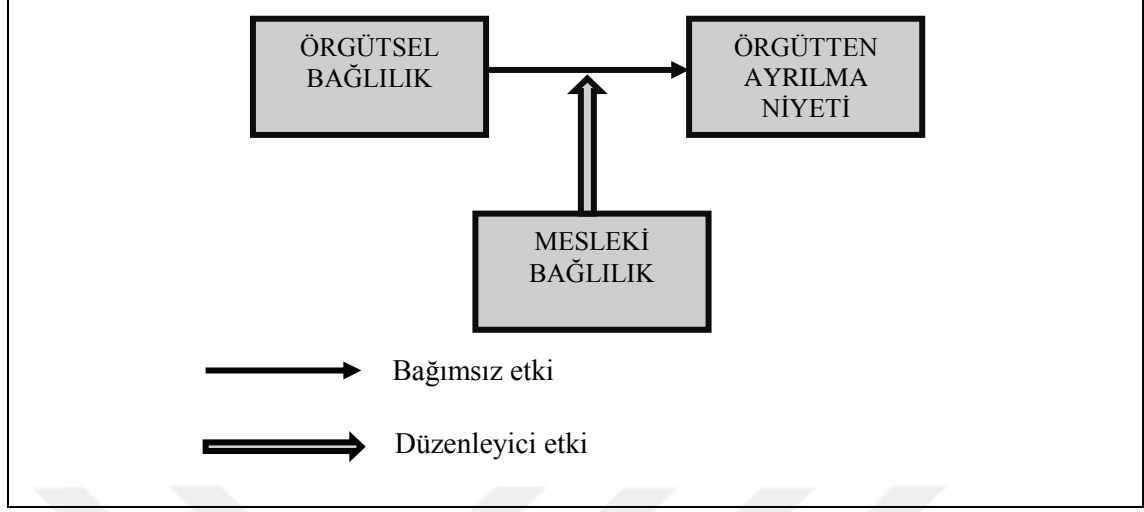 ÖRGÜTSEL
BAĞLILIK
ÖRGÜTTEN
AYRILMA
NİYETİ
MESLEKİ
BAĞLILIK
Bağımsız etki
Düzenleyici etki